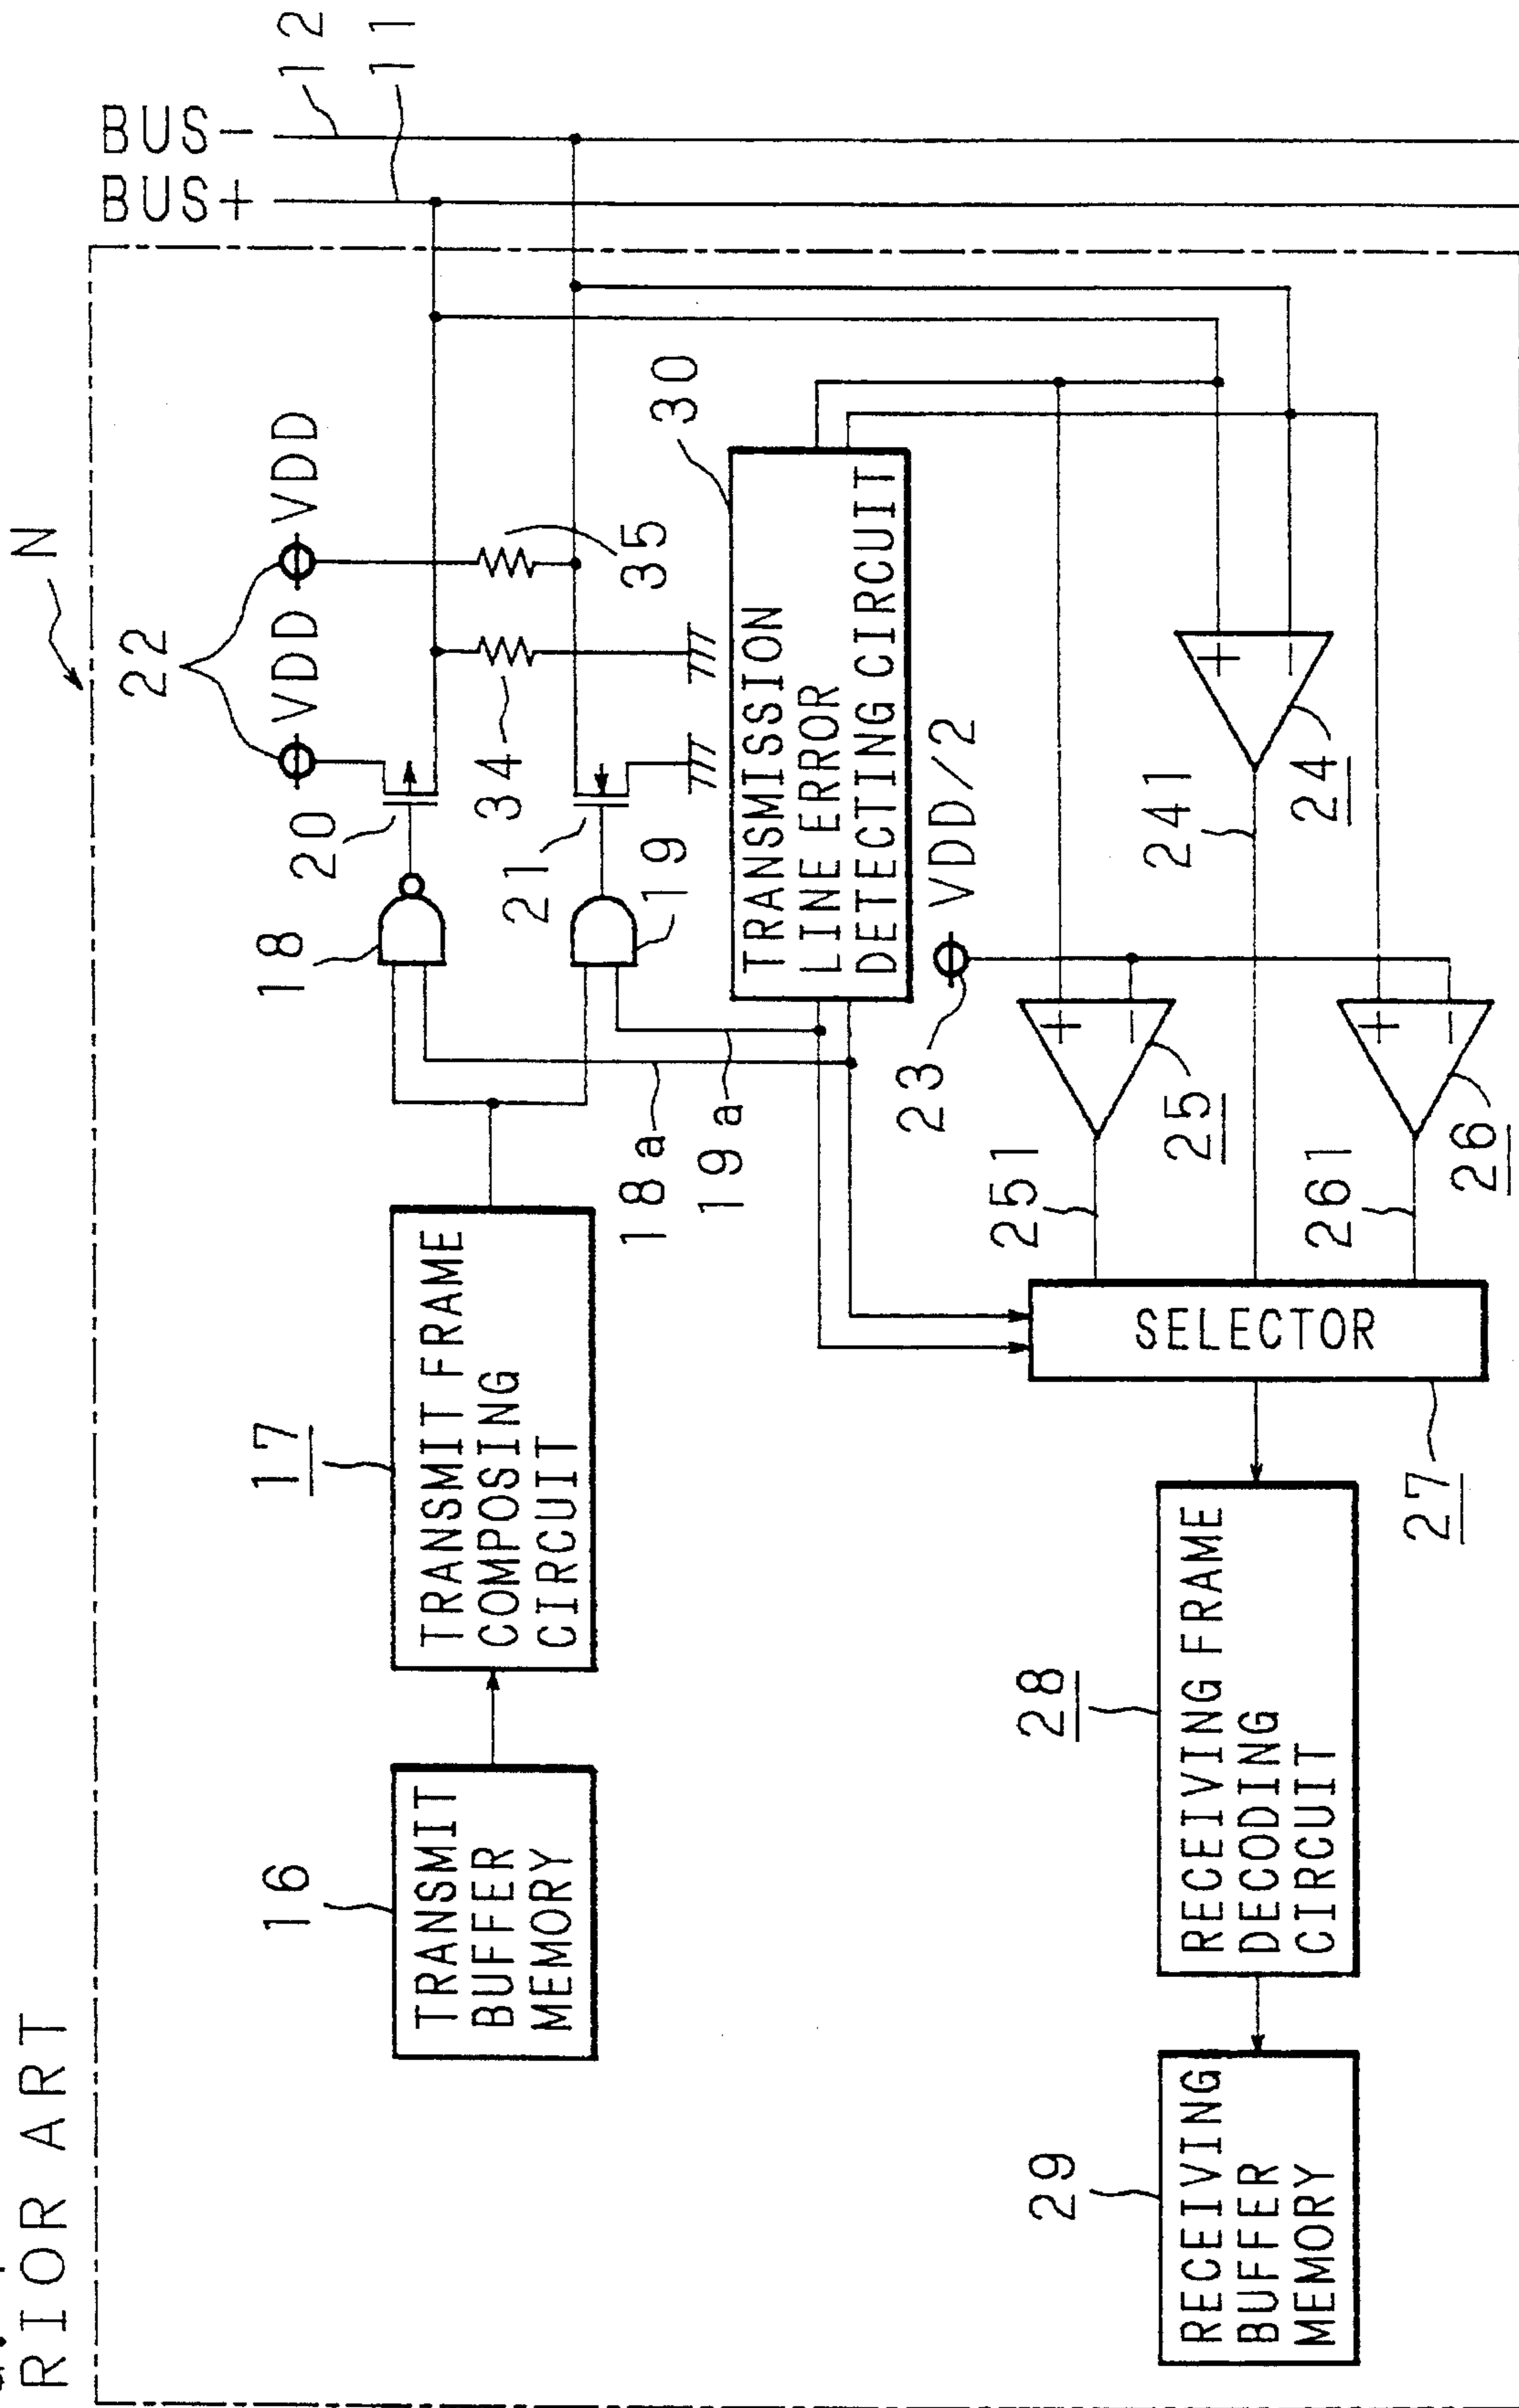 PRIOR ART
N
BUS-
BUS+
12
11
22
VDD
VDD
16
TRANSMIT
BUFFER
MEMORY
17
TRANSMIT FRAME
COMPOSING
CIRCUIT
18
20
34
35
21
19
18a
19a
30
TRANSMISSION
LINE ERROR
DETECTING CIRCUIT
23
VDD/2
251
+
-
25
241
+
-
24
261
+
-
26
SELECTOR
27
28
RECEIVING FRAME
DECODING
CIRCUIT
29
RECEIVING
BUFFER
MEMORY